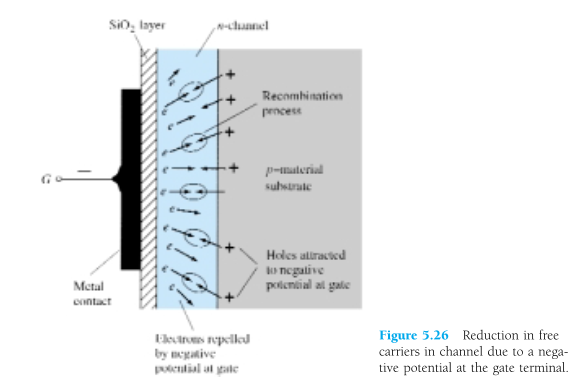 SiO₂ layer
n-channel
Recombination
process
p-material
substrate
G
Holes attracted
to negative
potential at gate
Metal
contact
Electrons repelled
by negative
potential at gate
e
e
e
e
e
e
e
e
e
e
e
+
+
+
+
+
+
−
Figure 5.26 Reduction in free
carriers in channel due to a nega-
tive potential at the gate terminal.